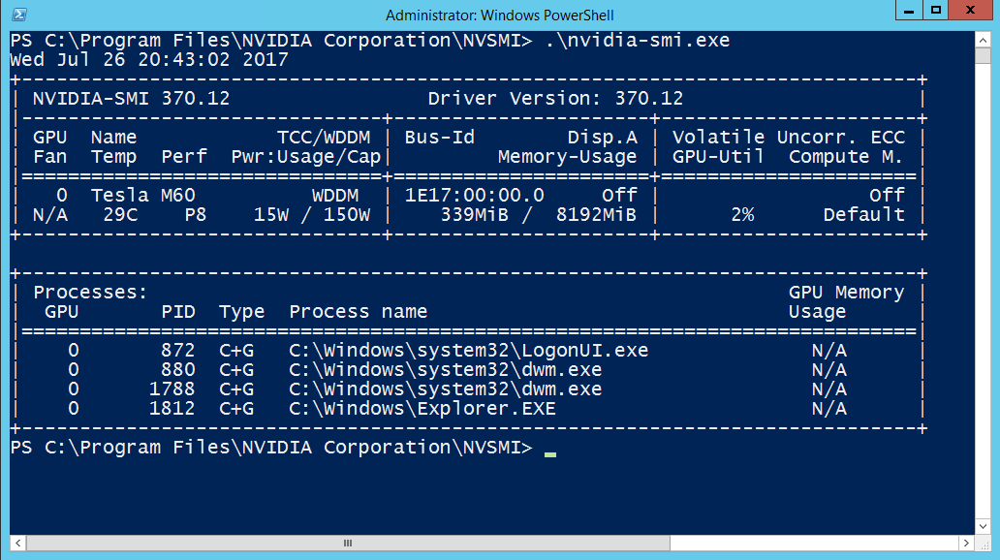 Administrator: Windows PowerShell
PS C:\Program Files\NVIDIA Corporation\NVSMI> .\nvidia-smi.exe
Wed Jul 26 20:43:02 2017
+-----------------------------------------------------------------------------+
| NVIDIA-SMI 370.12                 Driver Version: 370.12                    |
|-------------------------------+----------------------+----------------------+
| GPU  Name            TCC/WDDM | Bus-Id        Disp.A | Volatile Uncorr. ECC |
| Fan  Temp  Perf  Pwr:Usage/Cap|         Memory-Usage | GPU-Util  Compute M. |
|===============================+======================+======================|
|   0  Tesla M60          WDDM  | 1E17:00:00.0     Off |                  Off |
| N/A   29C    P8    15W / 150W |    339MiB /  8192MiB |      2%      Default |
+-------------------------------+----------------------+----------------------+
+-----------------------------------------------------------------------------+
| Processes:                                                       GPU Memory |
|  GPU       PID  Type  Process name                               Usage      |
|=============================================================================|
|    0       872  C+G   C:\Windows\system32\LogonUI.exe              N/A      |
|    0       880  C+G   C:\Windows\system32\dwm.exe                  N/A      |
|    0      1788  C+G   C:\Windows\system32\dwm.exe                  N/A      |
|    0      1812  C+G   C:\Windows\Explorer.EXE                      N/A      |
+-----------------------------------------------------------------------------+
PS C:\Program Files\NVIDIA Corporation\NVSMI> _